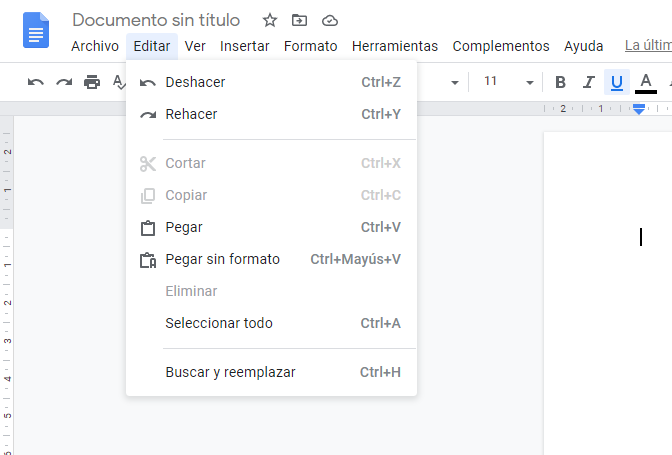 Documento sin título
Archivo Editar Ver Insertar Formato Herramientas Complementos Ayuda La últim
11 B I U A
2 1
Deshacer Ctrl+Z
Rehacer Ctrl+Y
Cortar Ctrl+X
Copiar Ctrl+C
Pegar Ctrl+V
Pegar sin formato Ctrl+Mayús+V
Eliminar
Seleccionar todo Ctrl+A
Buscar y reemplazar Ctrl+H
2
1
1
2
3
4
5